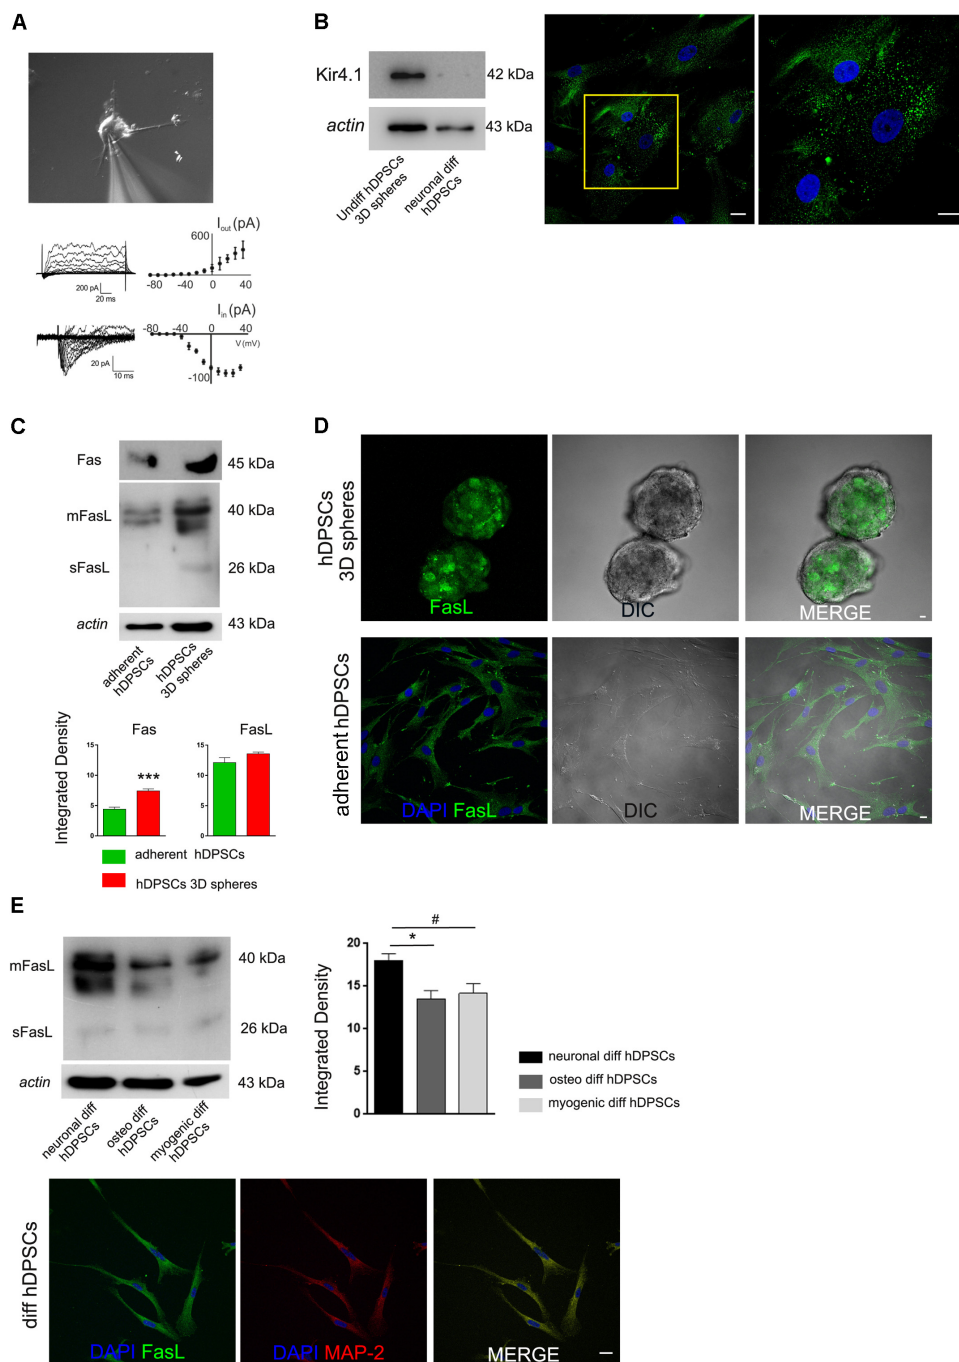 A
I out (pA)
600
-80 -40 0 40
200 pA
20 ms
I in (pA)
-80 -40 0 40
V (mV)
-100
20 pA
10 ms
B
Kir4.1
42 kDa
actin
43 kDa
Undiff hDPSCs
3D spheres
neuronal diff
hDPSCs
C
Fas
45 kDa
mFasL
40 kDa
sFasL
26 kDa
actin
43 kDa
adherent
hDPSCs
hDPSCs
3D spheres
Integrated Density
Fas
15
10
5
0
***
FasL
15
10
5
0
adherent hDPSCs
hDPSCs 3D spheres
D
hDPSCs
3D spheres
FasL
DIC
MERGE
adherent hDPSCs
DAPI FasL
DIC
MERGE
E
mFasL
40 kDa
sFasL
26 kDa
actin
43 kDa
neuronal diff
hDPSCs
osteo diff
hDPSCs
myogenic diff
hDPSCs
Integrated Density
20
15
10
5
0
#
*
neuronal diff hDPSCs
osteo diff hDPSCs
myogenic diff hDPSCs
diff hDPSCs
DAPI FasL
DAPI MAP-2
MERGE